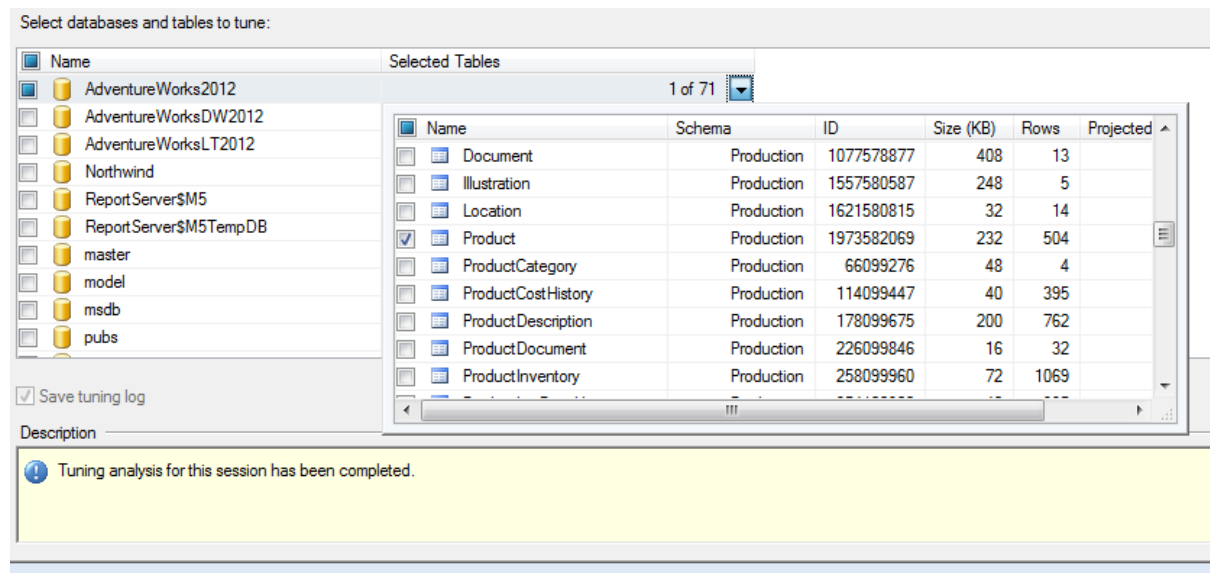 Select databases and tables to tune:
Name Selected Tables
AdventureWorks2012 1 of 71
AdventureWorksDW2012
AdventureWorksLT2012
Northwind
ReportServer$M5
ReportServer$M5TempDB
master
model
msdb
pubs
Name Schema ID Size (KB) Rows Projected
Document Production 1077578877 408 13
Illustration Production 1557580587 248 5
Location Production 1621580815 32 14
Product Production 1973582069 232 504
ProductCategory Production 66099276 48 4
ProductCostHistory Production 114099447 40 395
ProductDescription Production 178099675 200 762
ProductDocument Production 226099846 16 32
ProductInventory Production 258099960 72 1069
Save tuning log
Description
Tuning analysis for this session has been completed.